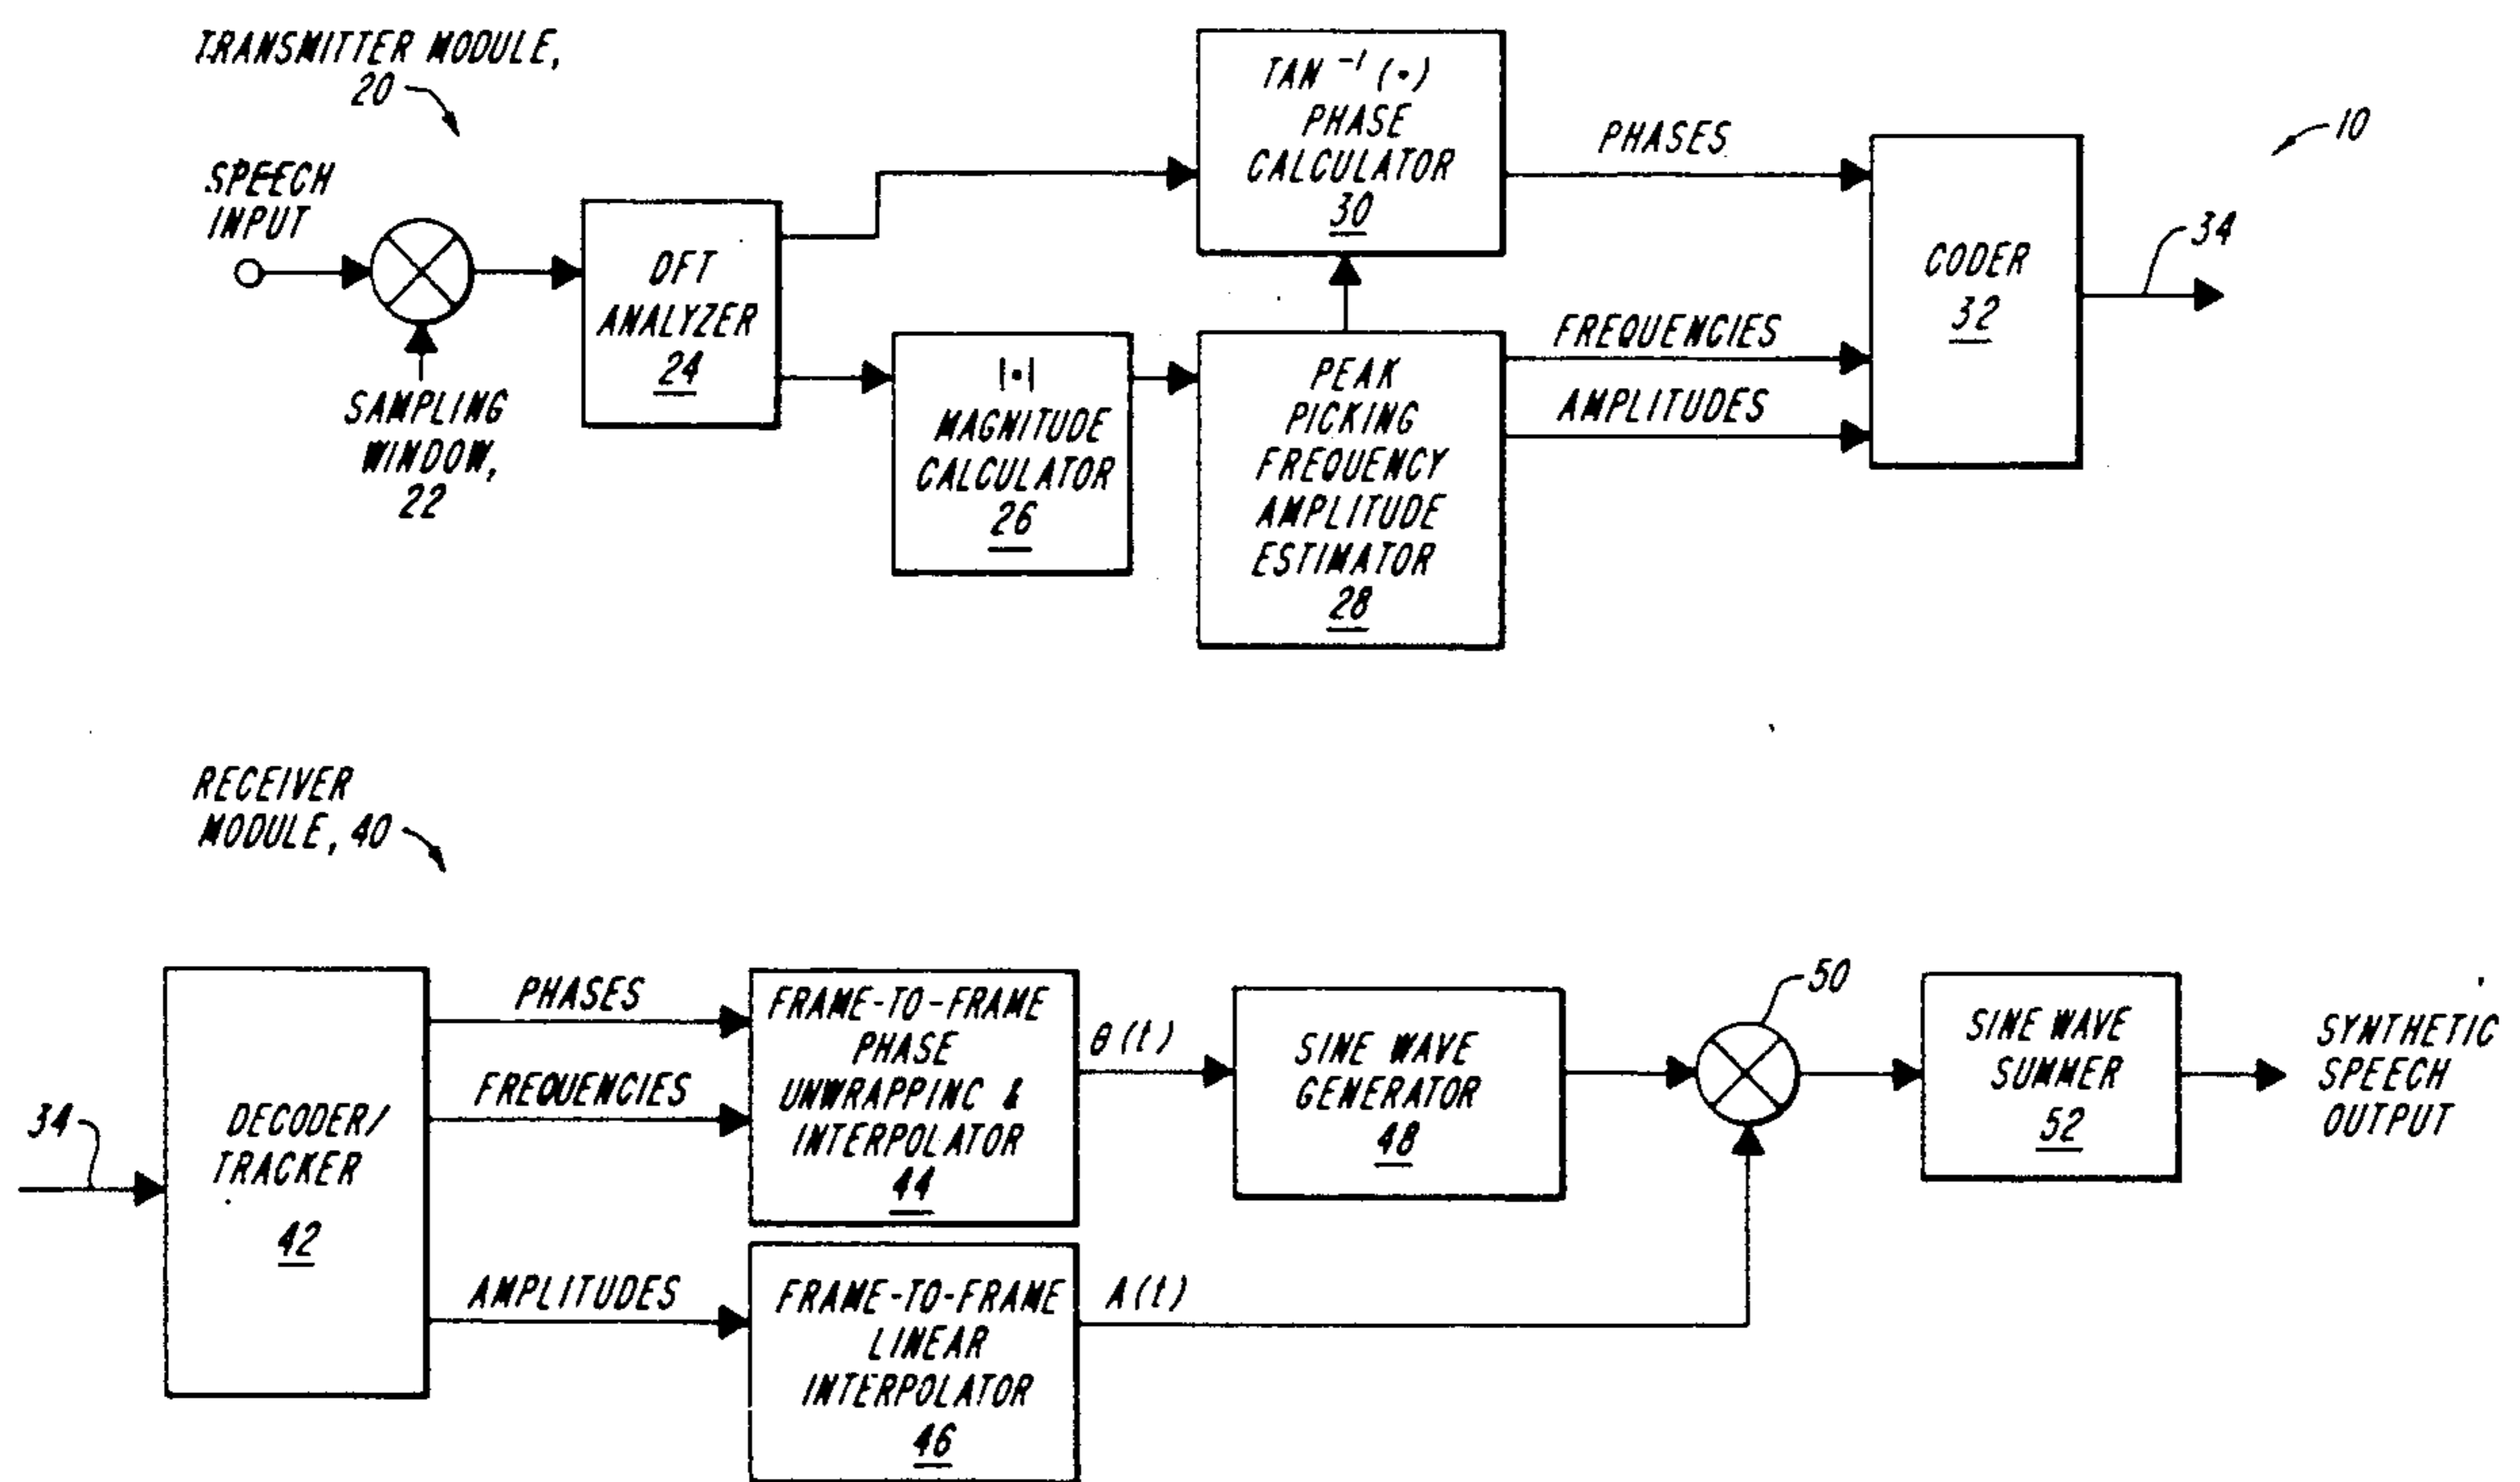 TRANSMITTER MODULE,
20
SPEECH
INPUT
SAMPLING
WINDOW,
22
DFT
ANALYZER
24
|•|
MAGNITUDE
CALCULATOR
26
TAN⁻¹(•)
PHASE
CALCULATOR
30
PEAK
PICKING
FREQUENCY
AMPLITUDE
ESTIMATOR
28
PHASES
FREQUENCIES
AMPLITUDES
CODER
32
34
10
RECEIVER
MODULE, 40
34
DECODER/
TRACKER
42
PHASES
FREQUENCIES
AMPLITUDES
FRAME-TO-FRAME
PHASE
UNWRAPPING &
INTERPOLATOR
44
FRAME-TO-FRAME
LINEAR
INTERPOLATOR
46
θ(t)
A(t)
SINE WAVE
GENERATOR
48
50
SINE WAVE
SUMMER
52
SYNTHETIC
SPEECH
OUTPUT